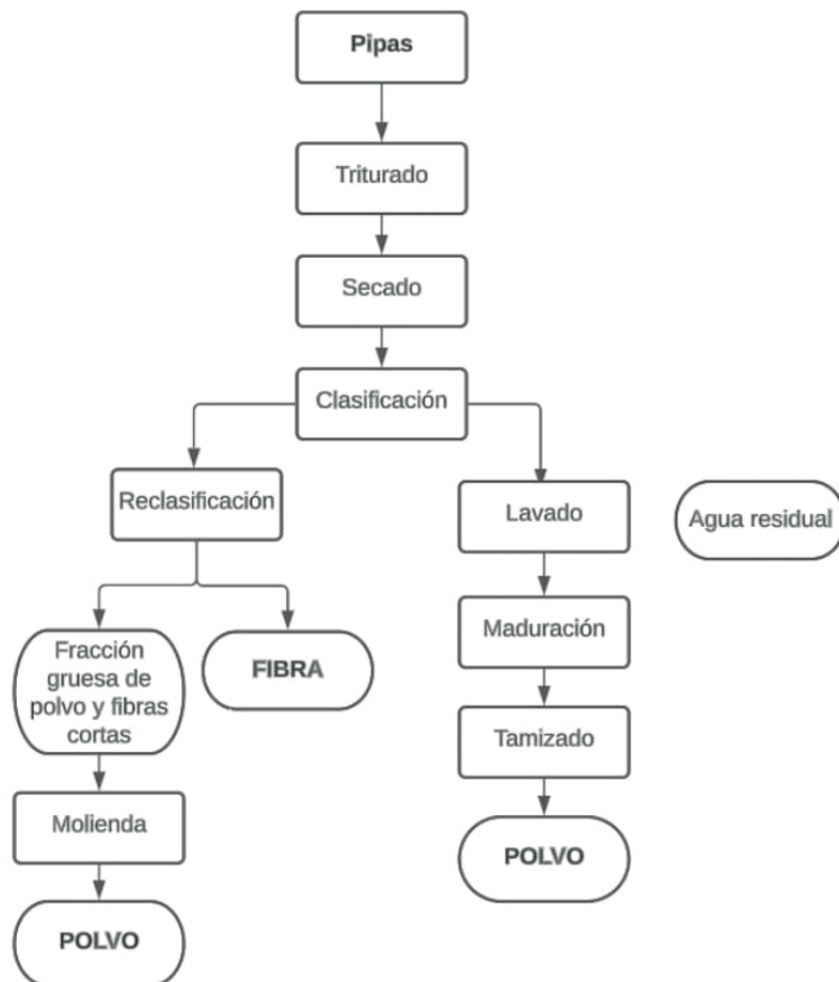 Pipas
Triturado
Secado
Clasificación
Reclasificación
Lavado
Agua residual
Fracción
gruesa de
polvo y fibras
cortas
FIBRA
Maduración
Tamizado
Molienda
POLVO
POLVO